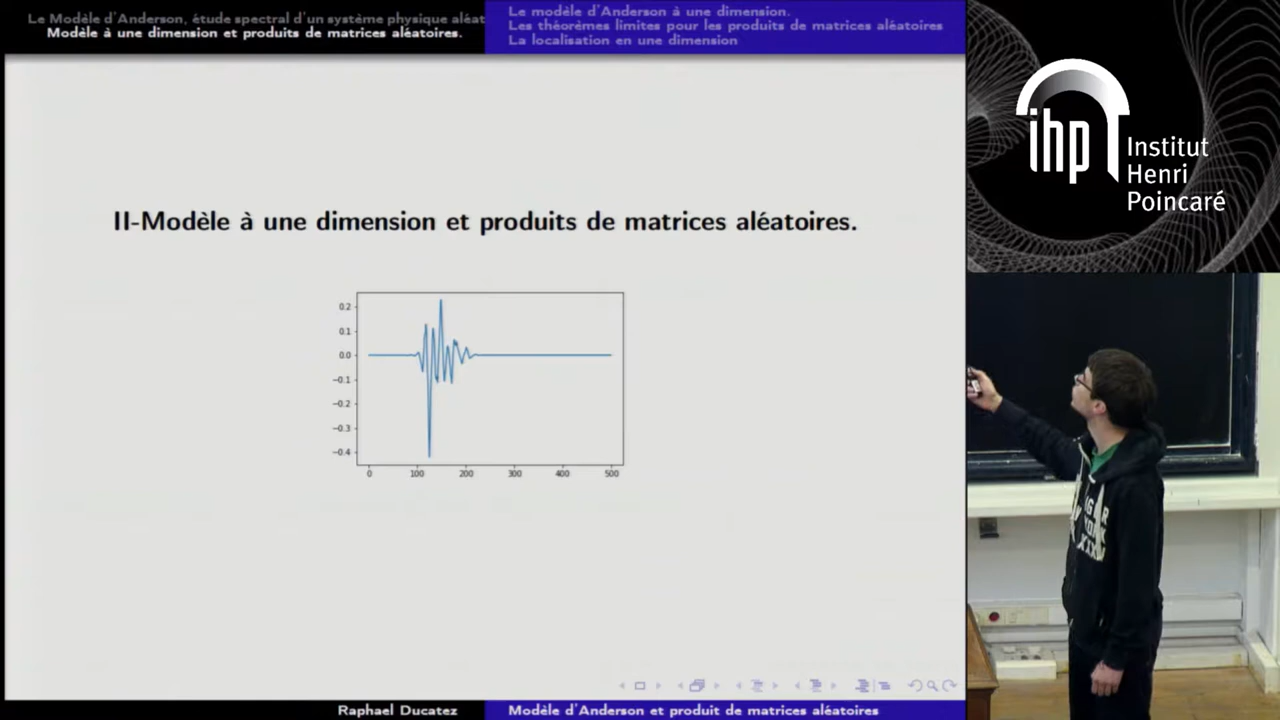 Le Modèle d'Anderson, étude spectral d'un système physique aléat
Modèle à une dimension et produits de matrices aléatoires.
Le modèle d'Anderson à une dimension.
Les théorèmes limites pour les produits de matrices aléatoires
La localisation en une dimension
ihp
Institut
Henri
Poincaré
II-Modèle à une dimension et produits de matrices aléatoires.
0.2
0.1
0.0
−0.1
−0.2
−0.3
−0.4
0 100 200 300 400 500
Raphael Ducatez
Modèle d'Anderson et produit de matrices aléatoires